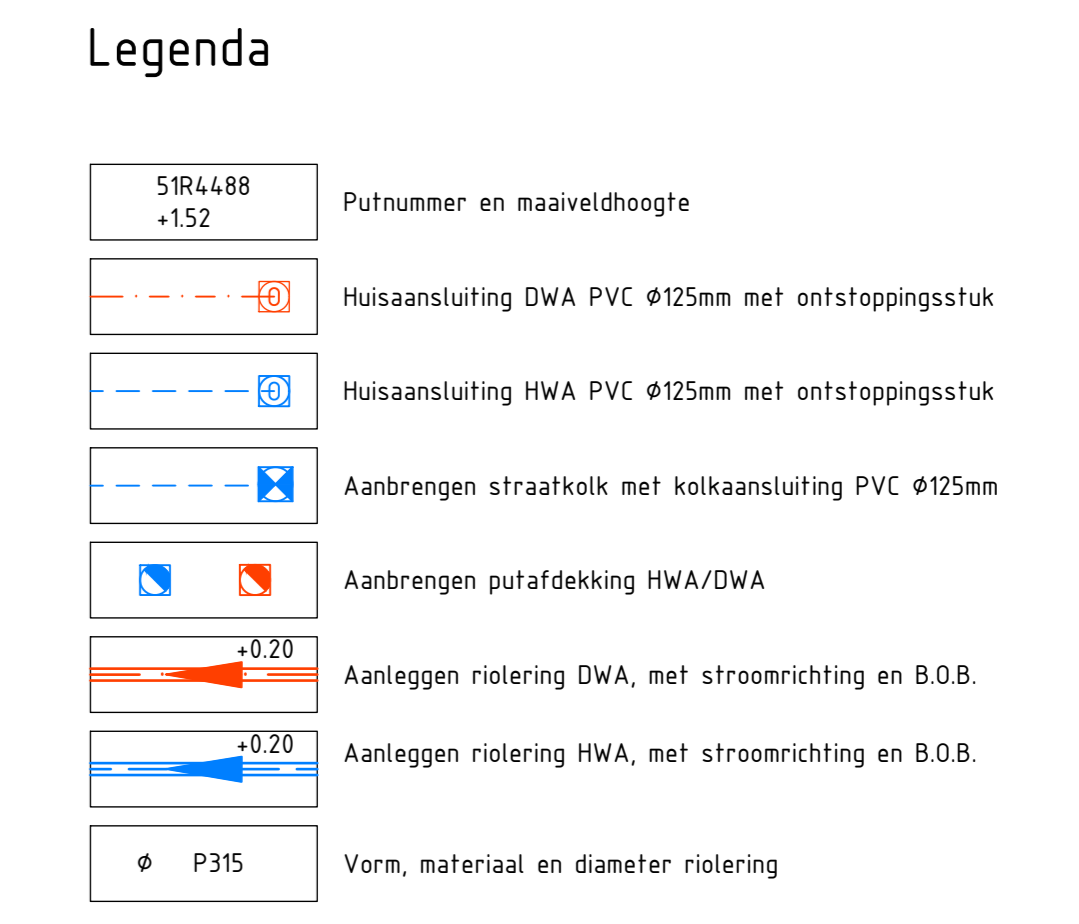 Legenda
51R4488
+1.52
Putnummer en maaiveldhoogte
Huisaansluiting DWA PVC Ø125mm met ontstoppingsstuk
Huisaansluiting HWA PVC Ø125mm met ontstoppingsstuk
Aanbrengen straatkolk met kolkaansluiting PVC Ø125mm
Aanbrengen putafdekking HWA/DWA
+0.20
Aanleggen riolering DWA, met stroomrichting en B.O.B.
+0.20
Aanleggen riolering HWA, met stroomrichting en B.O.B.
Ø P315
Vorm, materiaal en diameter riolering